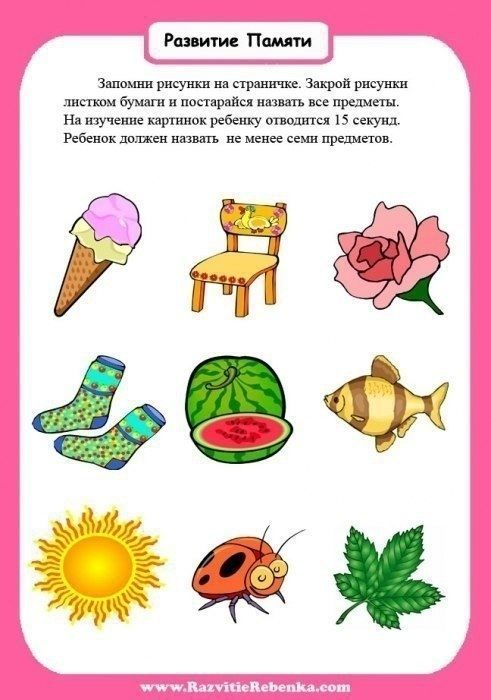 Развитие Памяти
Запомни рисунки на страничке. Закрой рисунки
листком бумаги и постарайся назвать все предметы.
На изучение картинок ребенку отводится 15 секунд.
Ребенок должен назвать не менее семи предметов.
www.RazvitieRebenka.com